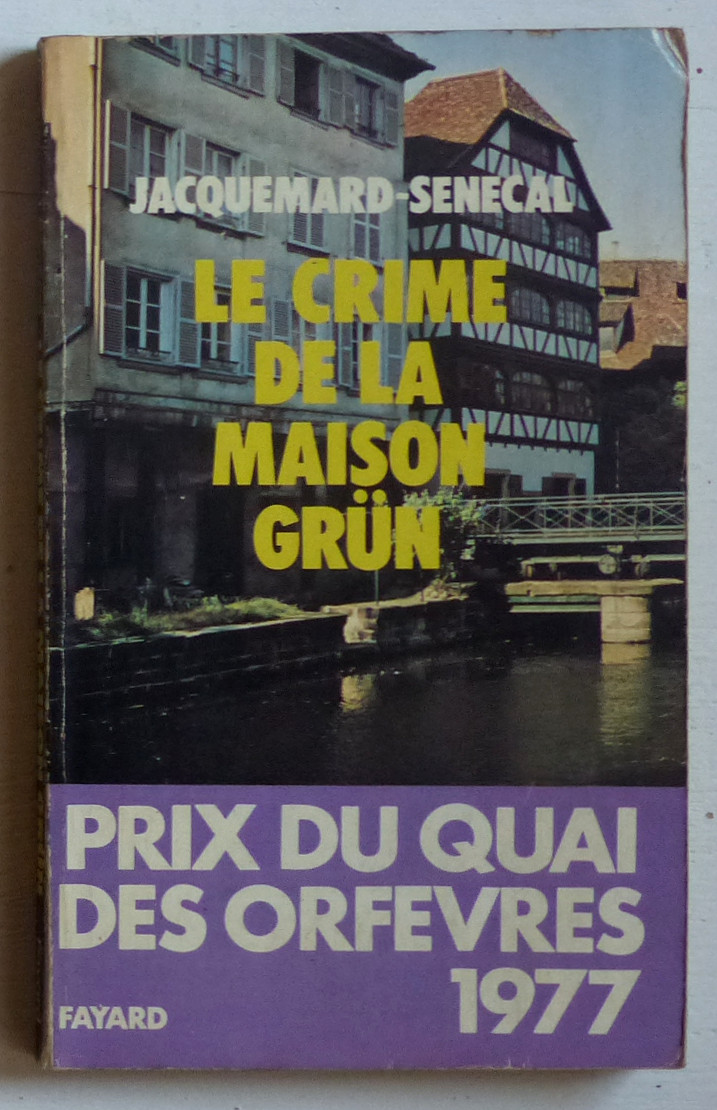 JACQUEMARD-SENECAL
LE CRIME
DE LA
MAISON
GRÜN
PRIX DU QUAI
DES ORFEVRES
1977
FAYARD